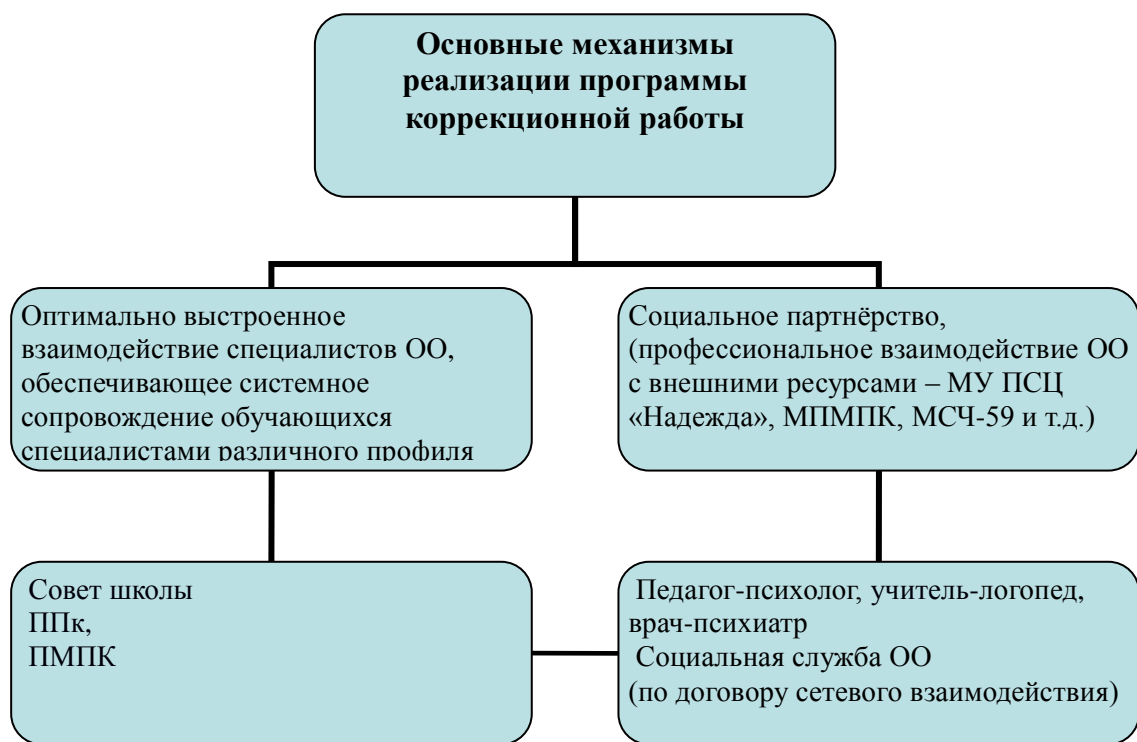 Основные механизмы
реализации программы
коррекционной работы
Оптимально выстроенное
взаимодействие специалистов ОО,
обеспечивающее системное
сопровождение обучающихся
специалистами различного профиля
Социальное партнёрство,
(профессиональное взаимодействие ОО
с внешними ресурсами – МУ ПСЦ
«Надежда», МПМПК, МСЧ-59 и т.д.)
Совет школы
ППк,
ПМПК
Педагог-психолог, учитель-логопед,
врач-психиатр
Социальная служба ОО
(по договору сетевого взаимодействия)